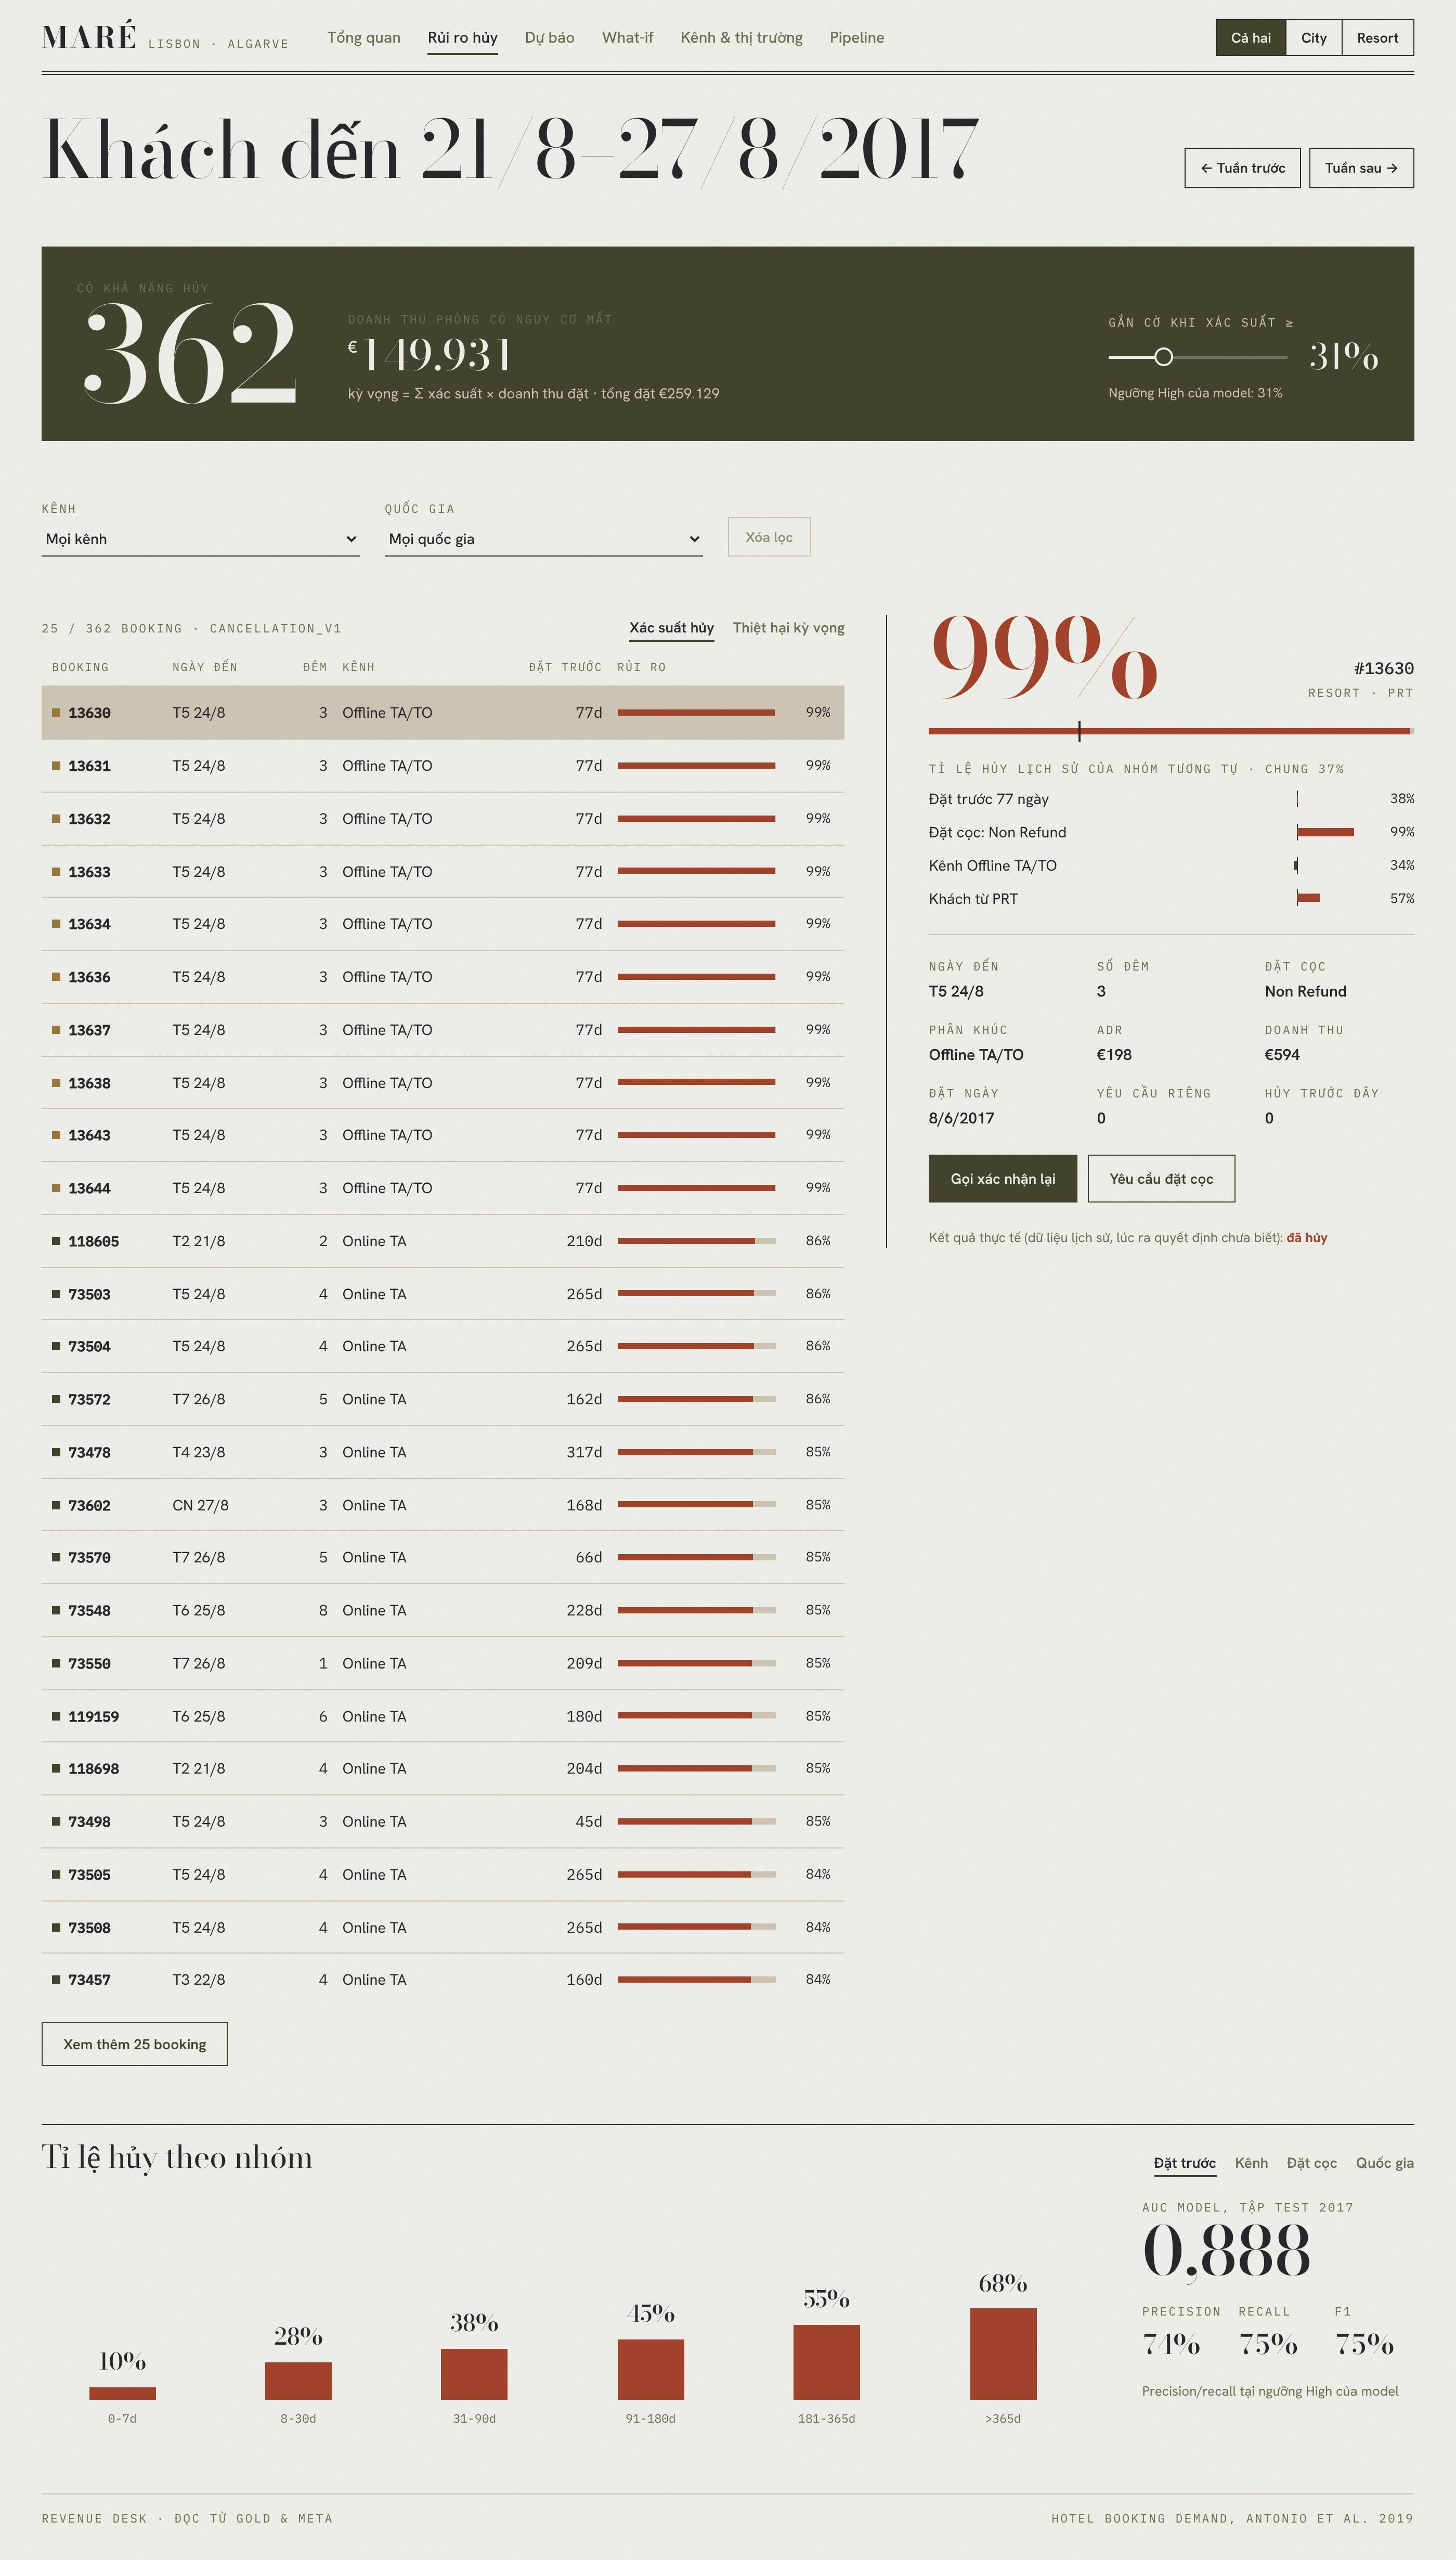 MARÉ LISBON · ALGARVE Tổng quan Rủi ro hủy Dự báo What-if Kênh & thị trường Pipeline Cả hai City Resort
Khách đến 21/8–27/8/2017
← Tuần trước Tuần sau →
CÓ KHẢ NĂNG HỦY
362
DOANH THU PHÒNG CÓ NGUY CƠ MẤT
€149.931
kỳ vọng = Σ xác suất × doanh thu đặt · tổng đặt €259.129
GẮN CỜ KHI XÁC SUẤT ≥
31%
Ngưỡng High của model: 31%
KÊNH
Mọi kênh
QUỐC GIA
Mọi quốc gia
Xóa lọc
25 / 362 BOOKING · CANCELLATION_V1 Xác suất hủy Thiệt hại kỳ vọng
BOOKING NGÀY ĐẾN ĐÊM KÊNH ĐẶT TRƯỚC RỦI RO
13630 T5 24/8 3 Offline TA/TO 77d 99%
13631 T5 24/8 3 Offline TA/TO 77d 99%
13632 T5 24/8 3 Offline TA/TO 77d 99%
13633 T5 24/8 3 Offline TA/TO 77d 99%
13634 T5 24/8 3 Offline TA/TO 77d 99%
13636 T5 24/8 3 Offline TA/TO 77d 99%
13637 T5 24/8 3 Offline TA/TO 77d 99%
13638 T5 24/8 3 Offline TA/TO 77d 99%
13643 T5 24/8 3 Offline TA/TO 77d 99%
13644 T5 24/8 3 Offline TA/TO 77d 99%
118605 T2 21/8 2 Online TA 210d 86%
73503 T5 24/8 4 Online TA 265d 86%
73504 T5 24/8 4 Online TA 265d 86%
73572 T7 26/8 5 Online TA 162d 86%
73478 T4 23/8 3 Online TA 317d 85%
73602 CN 27/8 3 Online TA 168d 85%
73570 T7 26/8 5 Online TA 66d 85%
73548 T6 25/8 8 Online TA 228d 85%
73550 T7 26/8 1 Online TA 209d 85%
119159 T6 25/8 6 Online TA 180d 85%
118698 T2 21/8 4 Online TA 204d 85%
73498 T5 24/8 3 Online TA 45d 85%
73505 T5 24/8 4 Online TA 265d 84%
73508 T5 24/8 4 Online TA 265d 84%
73457 T3 22/8 4 Online TA 160d 84%
Xem thêm 25 booking
99%
#13630
RESORT · PRT
TỈ LỆ HỦY LỊCH SỬ CỦA NHÓM TƯƠNG TỰ · CHUNG 37%
Đặt trước 77 ngày 38%
Đặt cọc: Non Refund 99%
Kênh Offline TA/TO 34%
Khách từ PRT 57%
NGÀY ĐẾN SỐ ĐÊM ĐẶT CỌC
T5 24/8 3 Non Refund
PHÂN KHÚC ADR DOANH THU
Offline TA/TO €198 €594
ĐẶT NGÀY YÊU CẦU RIÊNG HỦY TRƯỚC ĐÂY
8/6/2017 0 0
Gọi xác nhận lại Yêu cầu đặt cọc
Kết quả thực tế (dữ liệu lịch sử, lúc ra quyết định chưa biết): đã hủy
Tỉ lệ hủy theo nhóm
Đặt trước Kênh Đặt cọc Quốc gia
10% 28% 38% 45% 55% 68%
0-7d 8-30d 31-90d 91-180d 181-365d >365d
AUC MODEL, TẬP TEST 2017
0,888
PRECISION RECALL F1
74% 75% 75%
Precision/recall tại ngưỡng High của model
REVENUE DESK · ĐỌC TỪ GOLD & META HOTEL BOOKING DEMAND, ANTONIO ET AL. 2019